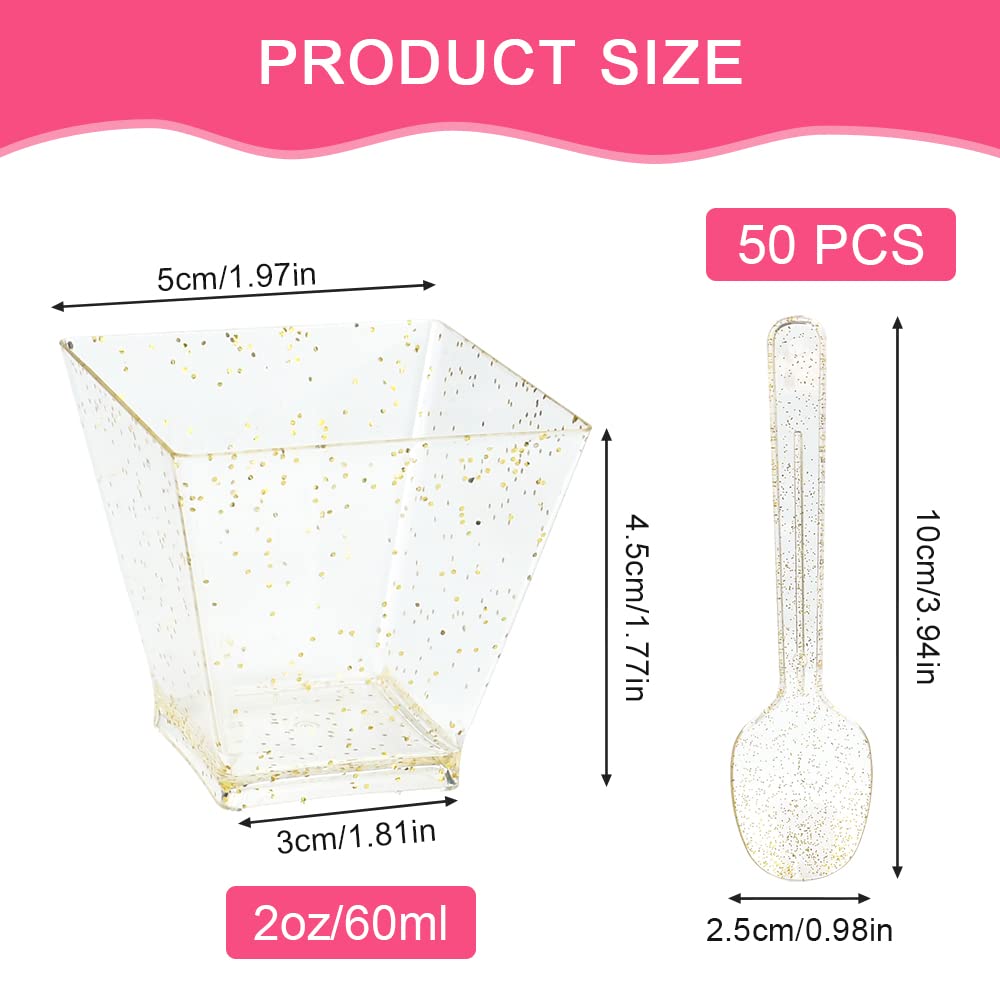 PRODUCT SIZE
50 PCS
5cm/1.97in
4.5cm/1.77in
10cm/3.94in
3cm/1.81in
2oz/60ml
2.5cm/0.98in